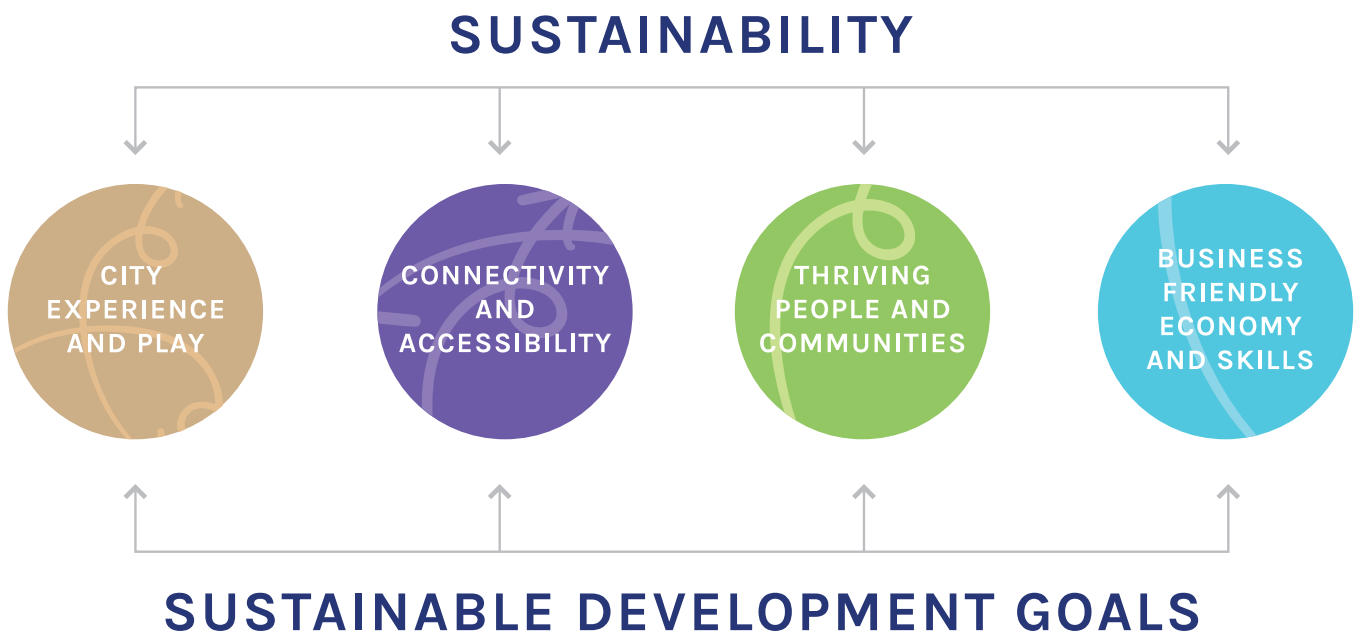 SUSTAINABILITY
CITY
EXPERIENCE
AND PLAY
CONNECTIVITY
AND
ACCESSIBILITY
THRIVING
PEOPLE AND
COMMUNITIES
BUSINESS
FRIENDLY
ECONOMY
AND SKILLS
SUSTAINABLE DEVELOPMENT GOALS